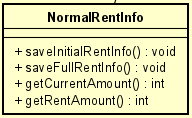 NormalRentInfo
+ saveInitialRentInfo() : void
+ saveFullRentInfo() : void
+ getCurrentAmount() : int
+ getRentAmount() : int